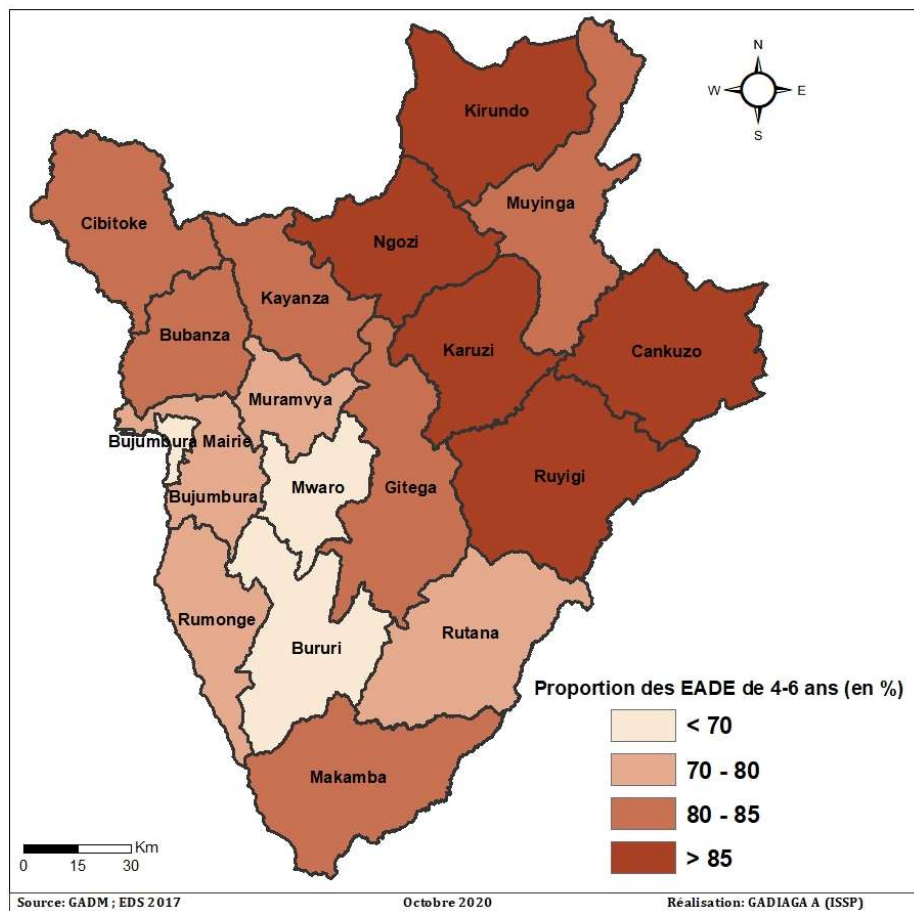 N
W E
S
Kirundo
Muyinga
Cibitoke
Ngozi
Kayanza
Bubanza
Karuzi
Cankuzo
Muramvya
Bujumbura Mairie
Mwaro
Gitega
Ruyigi
Bujumbura
Rumonge
Rutana
Bururi
Makamba
Proportion des EADE de 4-6 ans (en %)
< 70
70 - 80
80 - 85
> 85
Km
0 15 30
Source: GADM ; EDS 2017 Octobre 2020 Réalisation: GADIAGA A (ISSP)